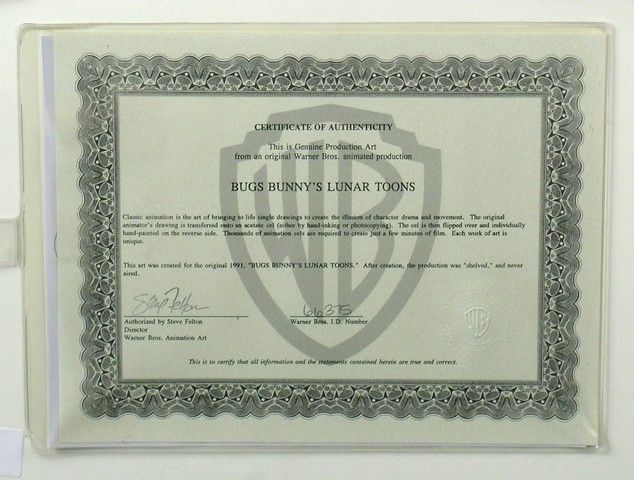 CERTIFICATE OF AUTHENTICITY
This is Genuine Production Art
from an original Warner Bros. animated production
BUGS BUNNY'S LUNAR TOONS
Classic animation is the art of bringing to life single drawings to create the illusion of character drama and movement. The original
animator's drawing is transferred onto an acetate cel (either by hand-inking or photocopying). The cel is then flipped over and individually
hand-painted on the reverse side. Thousands of animation cels are required to create just a few minutes of film. Each work of art is
unique.
This art was created for the original 1991, "BUGS BUNNY'S LUNAR TOONS." After creation, the production was "shelved," and never
aired.
66375
Authorized by Steve Felton
Warner Bros. I.D. Number
Director
Warner Bros. Animation Art
This is to certify that all information and the statements contained herein are true and correct.